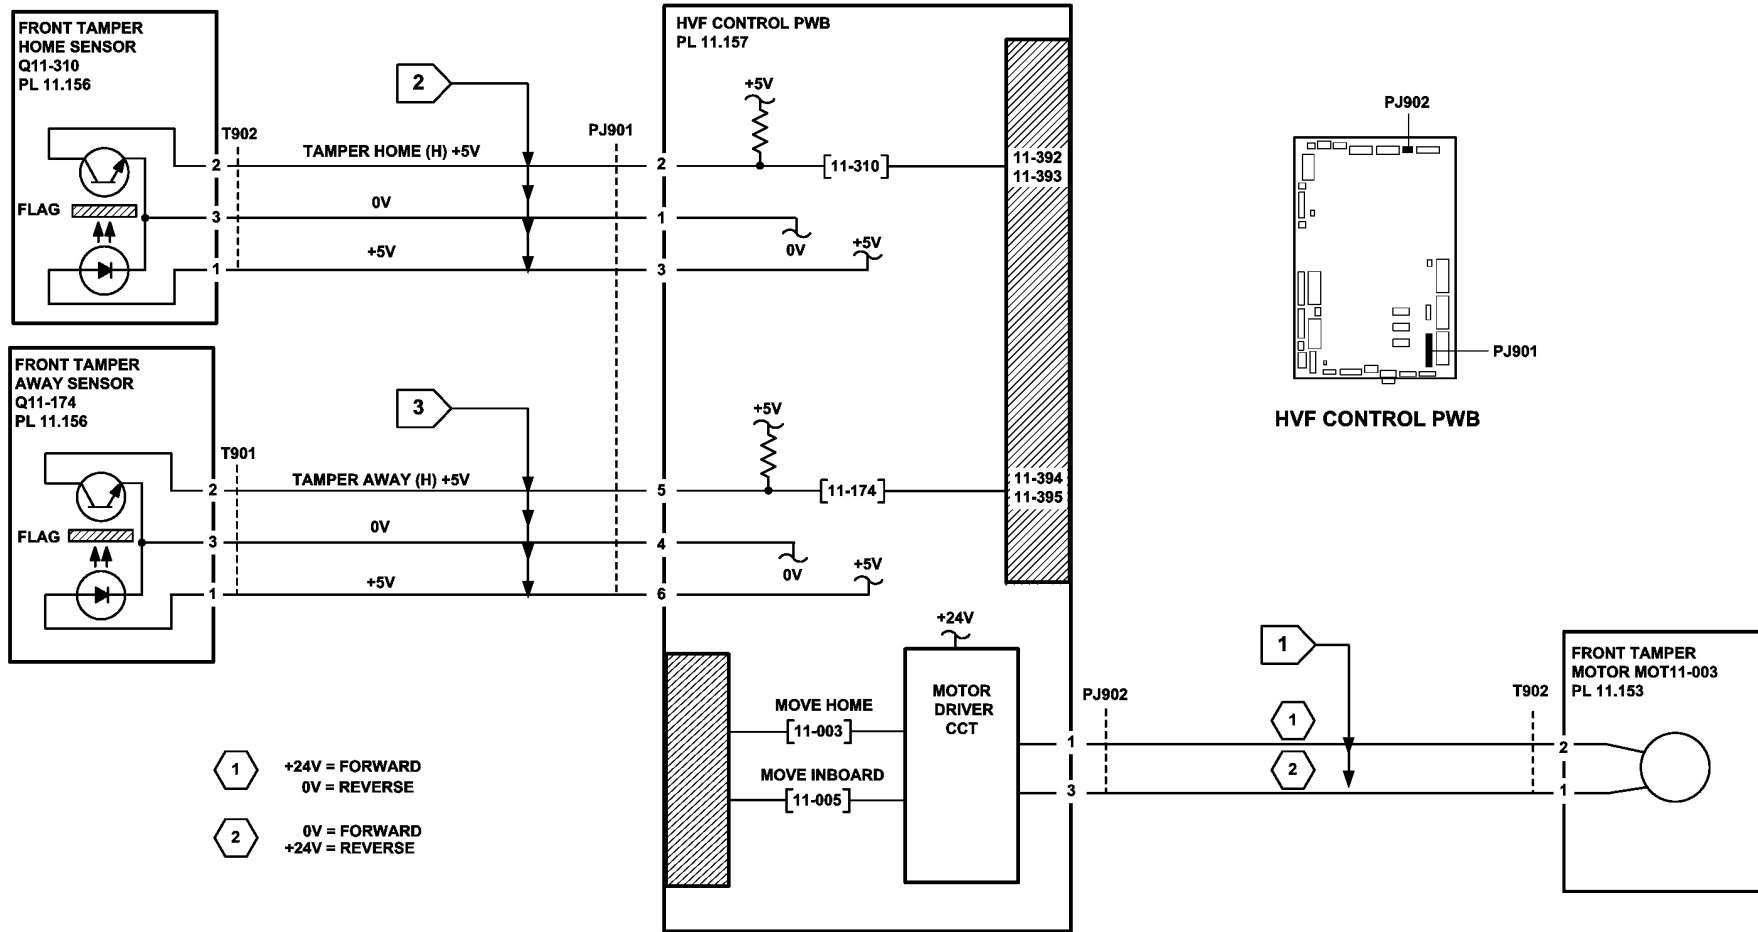 FRONT TAMPER
HOME SENSOR
Q11-310
PL 11.156
FLAG
T902
2
3
1
TAMPER HOME (H) +5V
0V
+5V
2
PJ901
2
1
3
HVF CONTROL PWB
PL 11.157
+5V
11-310
0V
+5V
11-392
11-393
PJ902
PJ901
HVF CONTROL PWB
FRONT TAMPER
AWAY SENSOR
Q11-174
PL 11.156
FLAG
T901
2
3
1
TAMPER AWAY (H) +5V
0V
+5V
3
5
4
6
+5V
11-174
0V
+5V
11-394
11-395
+24V
MOVE HOME
11-003
MOVE INBOARD
11-005
MOTOR
DRIVER
CCT
1
3
PJ902
1
1
2
T902
2
1
FRONT TAMPER
MOTOR MOT11-003
PL 11.153
1
+24V = FORWARD
0V = REVERSE
2
0V = FORWARD
+24V = REVERSE